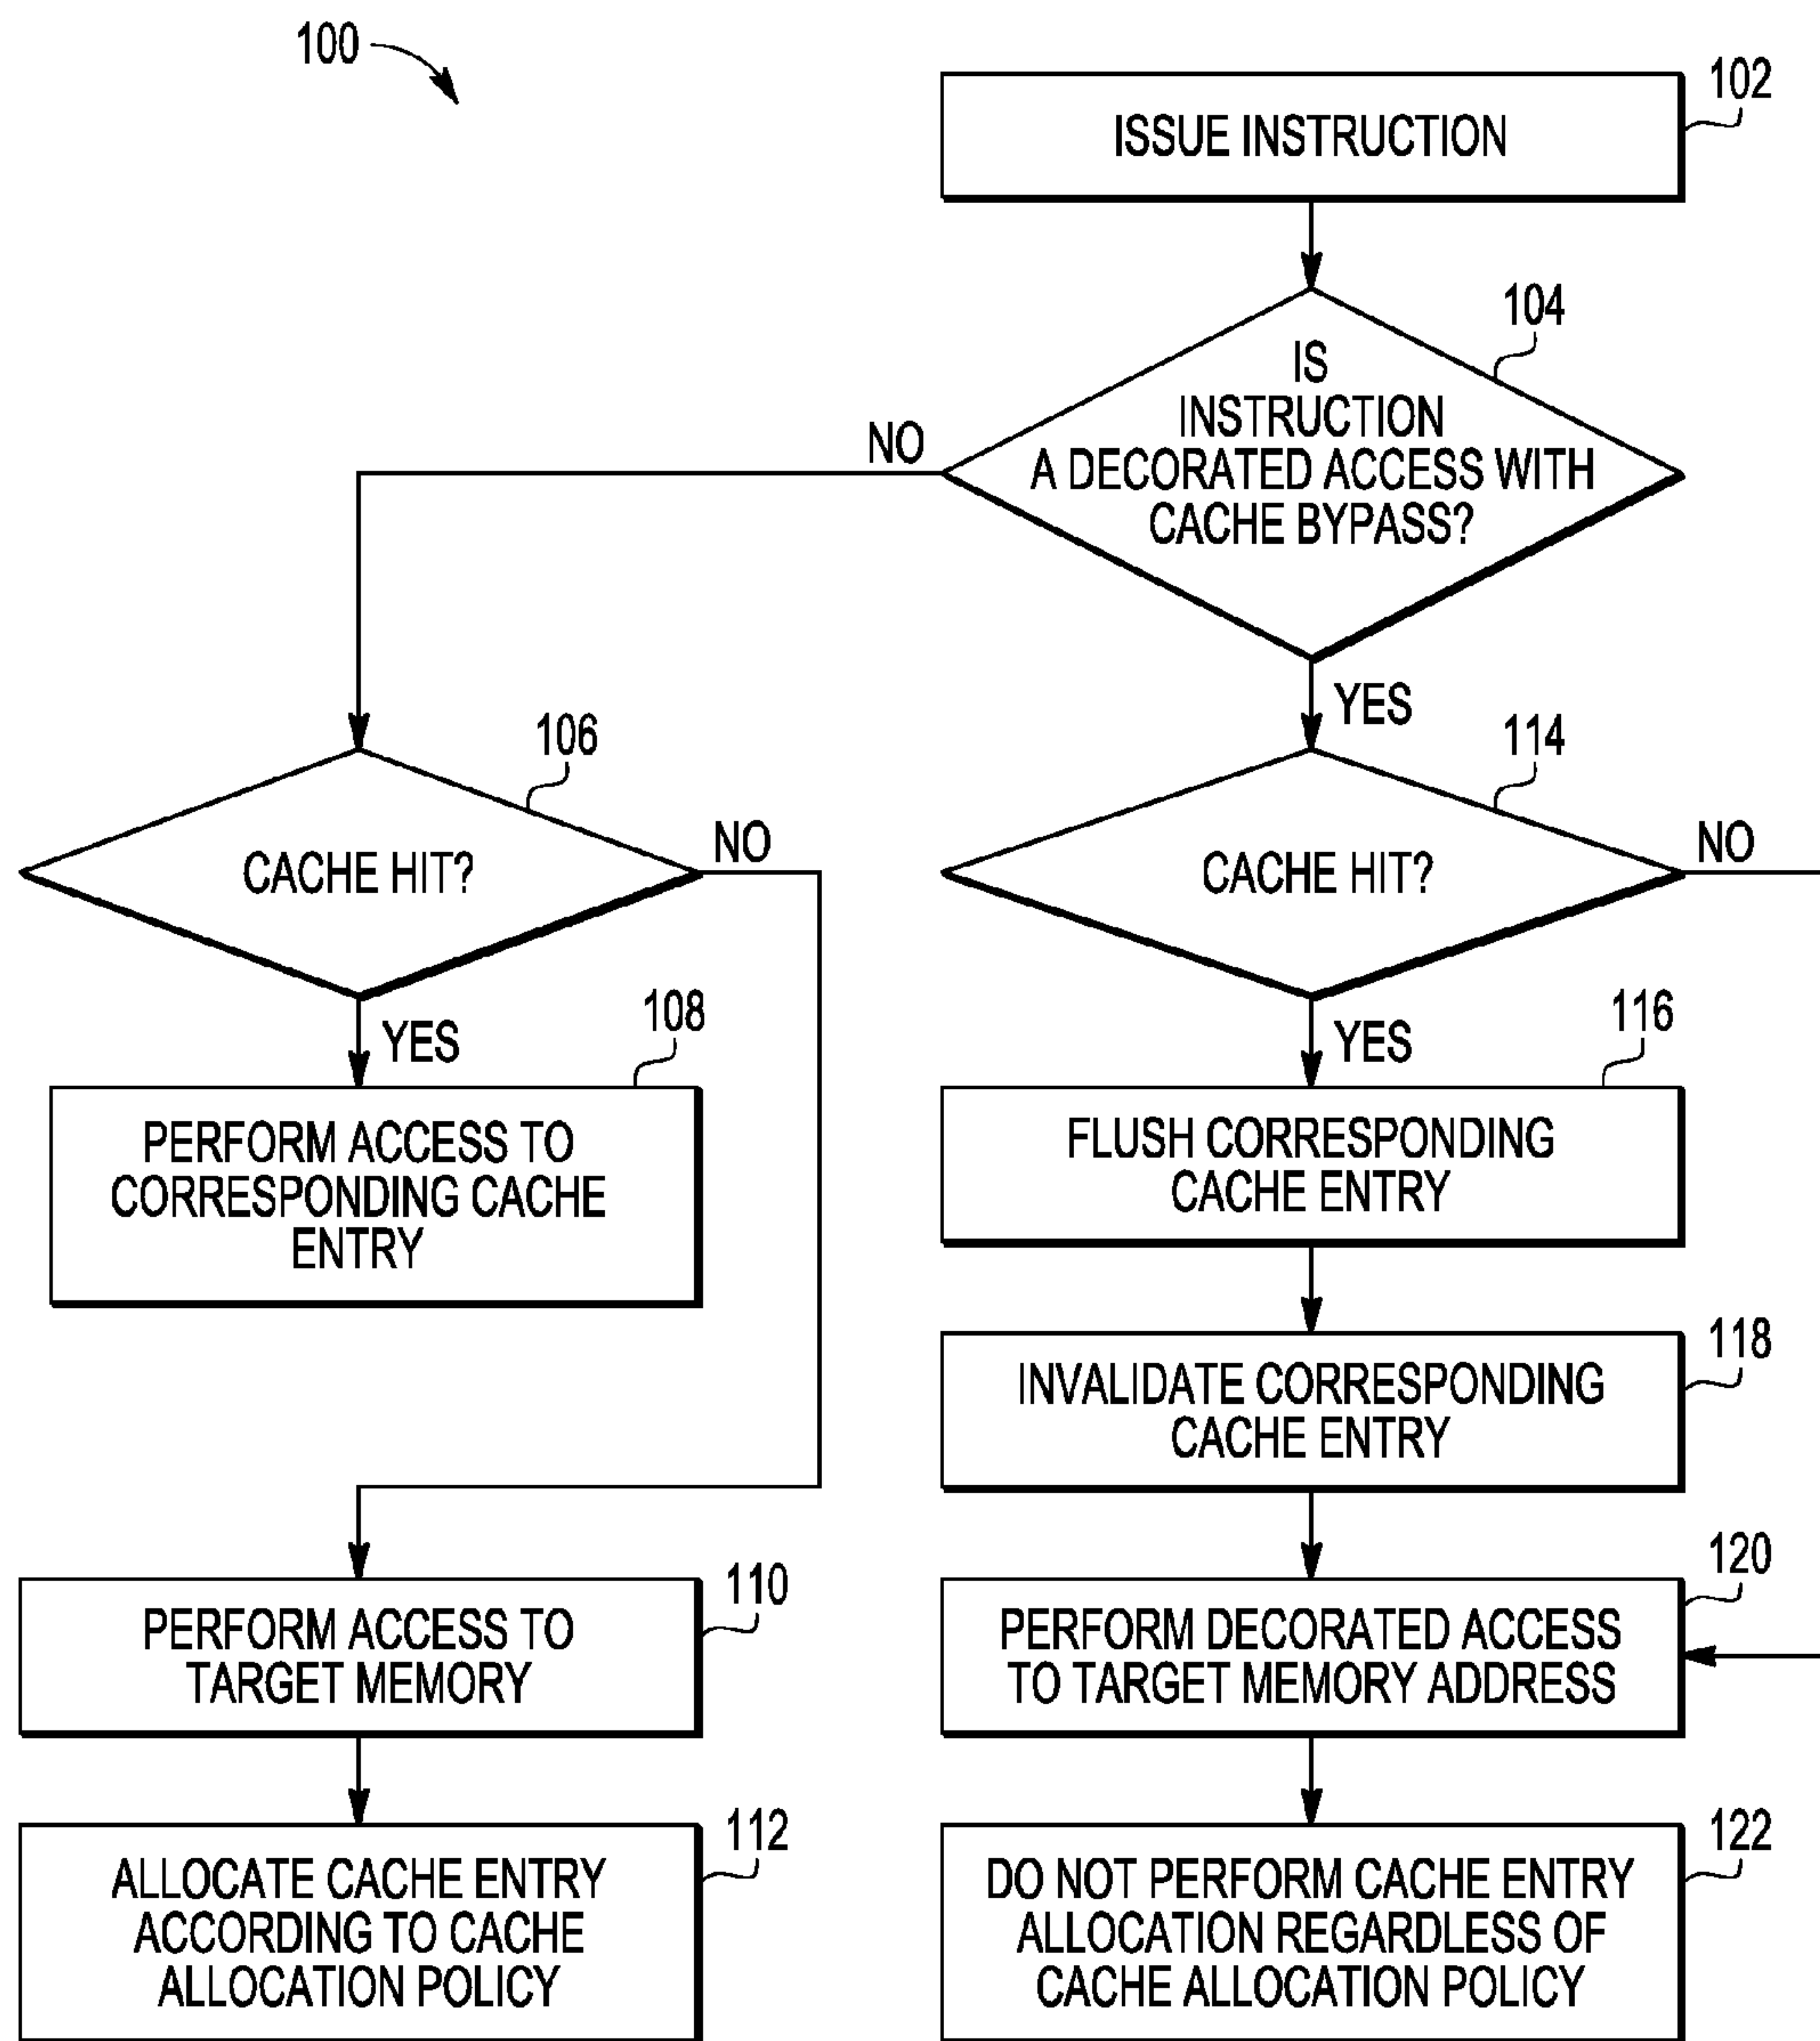 100
ISSUE INSTRUCTION
102
IS
INSTRUCTION
A DECORATED ACCESS WITH
CACHE BYPASS?
104
NO
YES
CACHE HIT?
106
NO
YES
CACHE HIT?
114
NO
YES
PERFORM ACCESS TO
CORRESPONDING CACHE
ENTRY
108
FLUSH CORRESPONDING
CACHE ENTRY
116
INVALIDATE CORRESPONDING
CACHE ENTRY
118
PERFORM ACCESS TO
TARGET MEMORY
110
PERFORM DECORATED ACCESS
TO TARGET MEMORY ADDRESS
120
ALLOCATE CACHE ENTRY
ACCORDING TO CACHE
ALLOCATION POLICY
112
DO NOT PERFORM CACHE ENTRY
ALLOCATION REGARDLESS OF
CACHE ALLOCATION POLICY
122